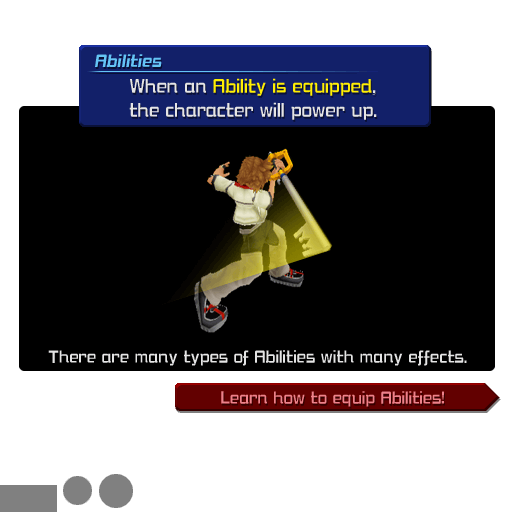 Abilities
When an Ability is equipped,
the character will power up.
There are many types of Abilities with many effects.
Learn how to equip Abilities!